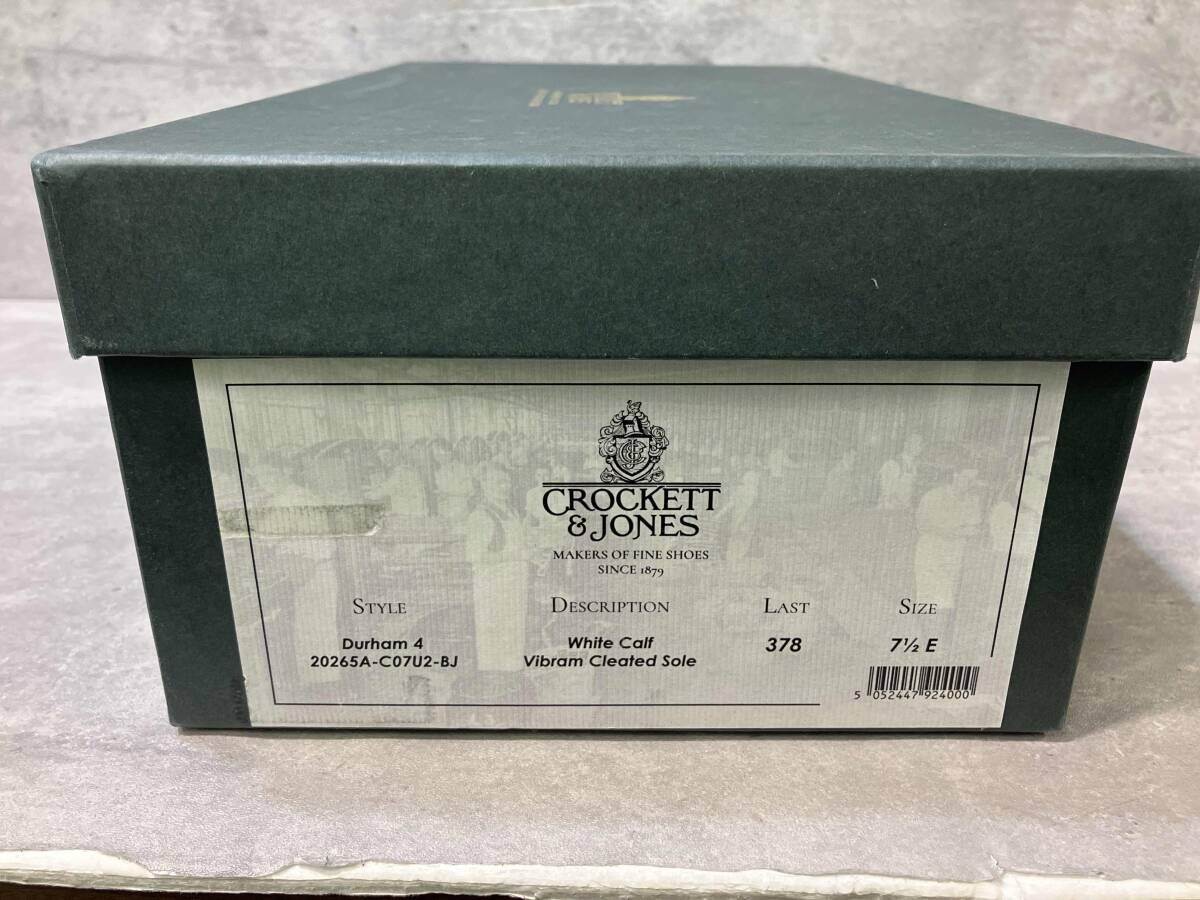 CROCKETT
& JONES
MAKERS OF FINE SHOES
SINCE 1879
STYLE DESCRIPTION LAST SIZE
Durham 4 White Calf 378 7½ E
20265A-C07U2-BJ Vibram Cleated Sole
5 052447 924000